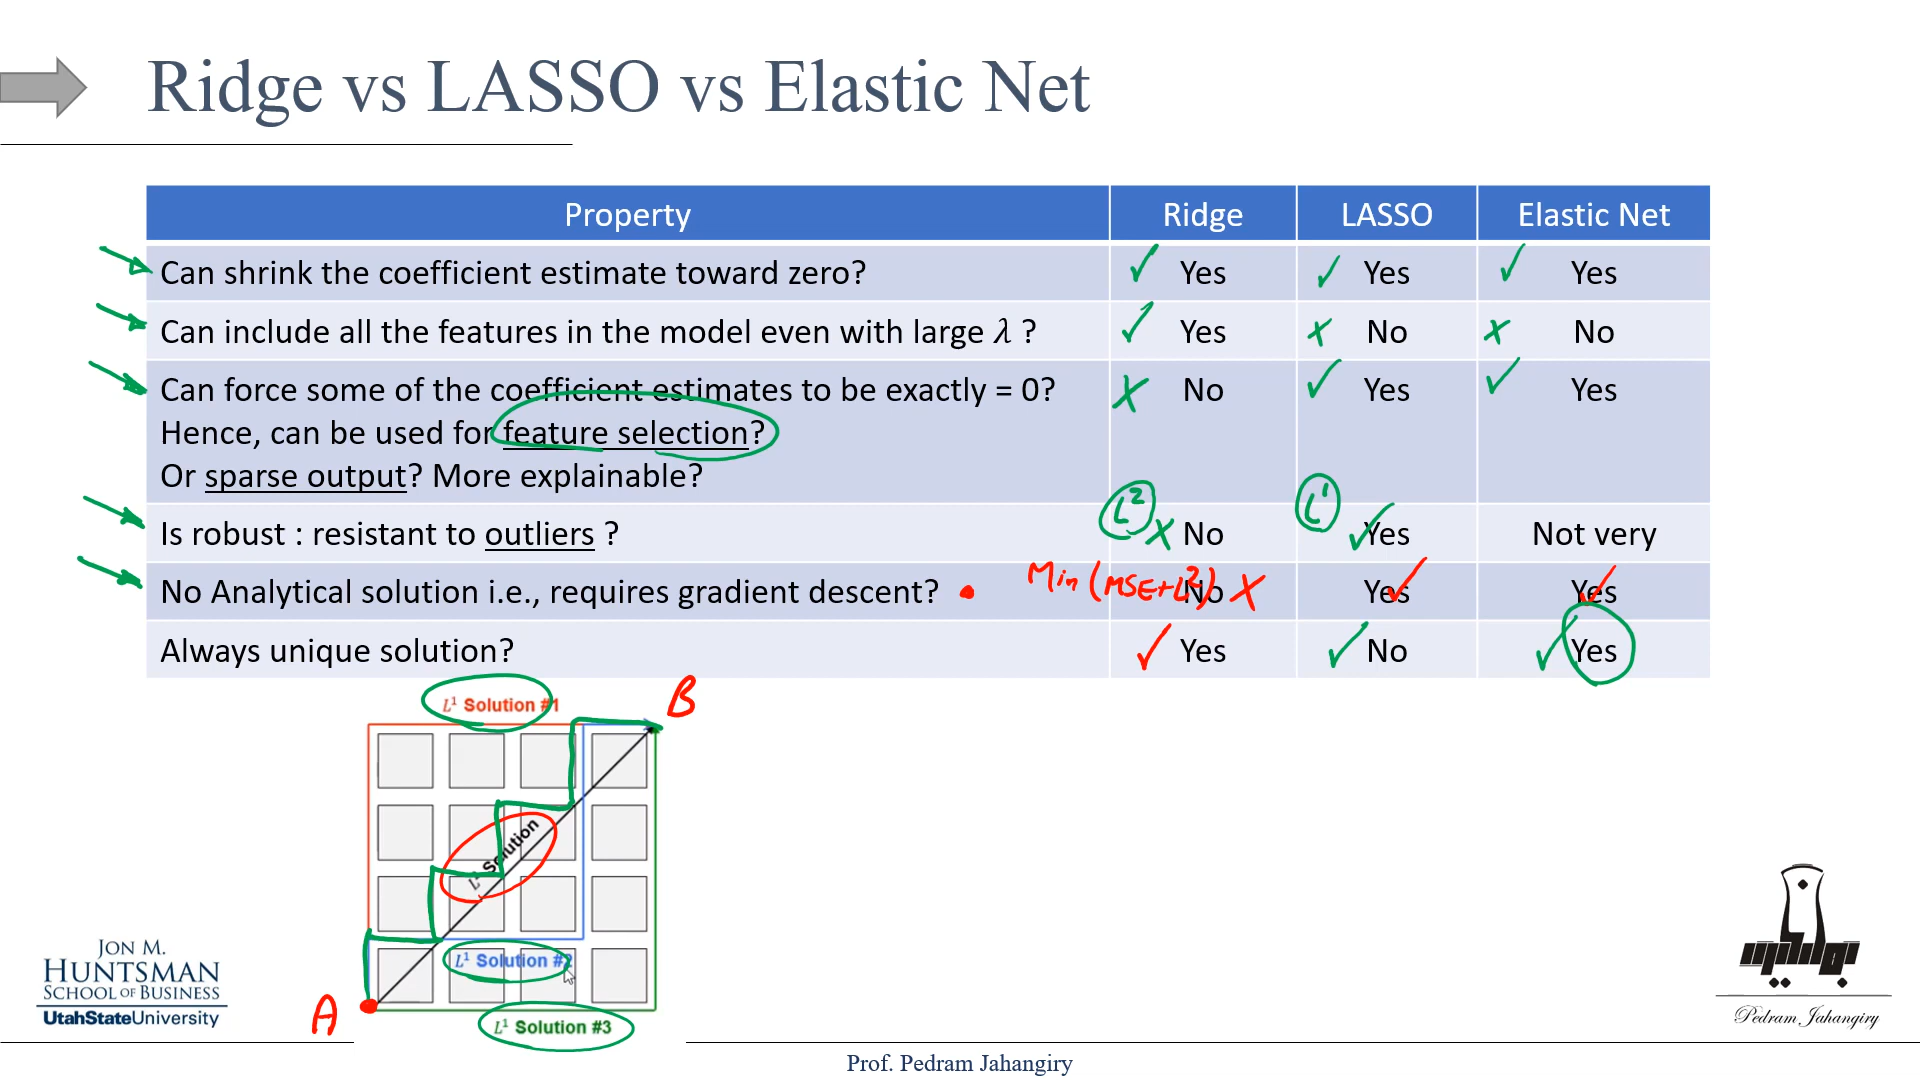 Ridge vs LASSO vs Elastic Net
Property Ridge LASSO Elastic Net
Can shrink the coefficient estimate toward zero? ✓ Yes ✓ Yes ✓ Yes
Can include all the features in the model even with large λ ? ✓ Yes x No x No
Can force some of the coefficient estimates to be exactly = 0? X No ✓ Yes ✓ Yes
Hence, can be used for feature selection?
Or sparse output? More explainable?
L² L¹
Is robust : resistant to outliers ? X No ✓ Yes Not very
No Analytical solution i.e., requires gradient descent? Min (MSE+L²) No X Yes ✓ Yes ✓
Always unique solution? ✓ Yes ✓ No ✓ Yes
L¹ Solution #1
B
L² Solution
L¹ Solution #2
A
L¹ Solution #3
JON M.
HUNTSMAN
SCHOOL OF BUSINESS
UtahStateUniversity
Pedram Jahangiry
Prof. Pedram Jahangiry